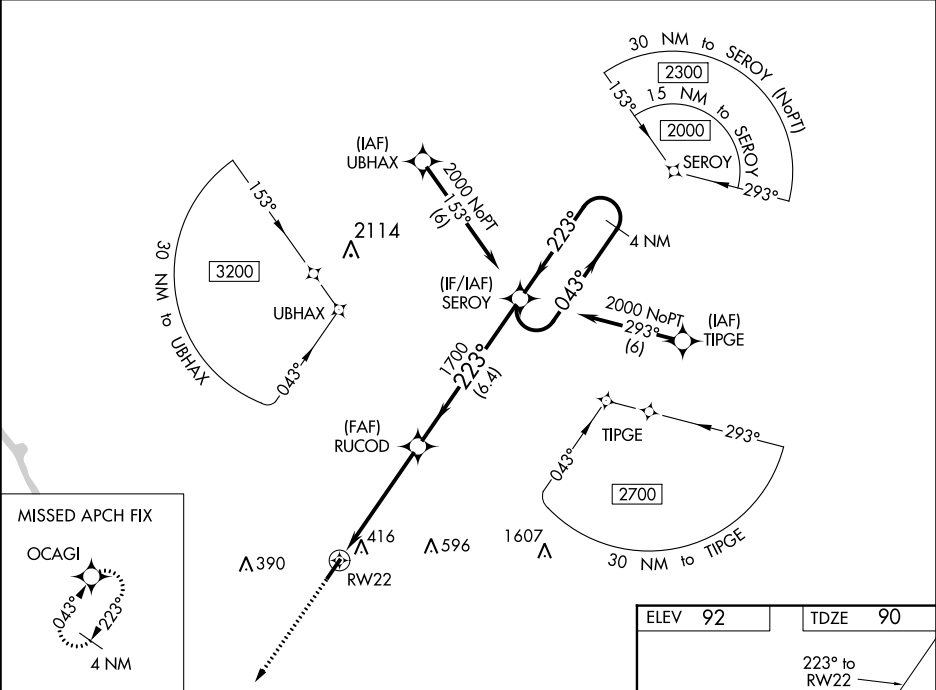 30 NM to SEROY (NoPT)
2300
153°
15 NM to SEROY
2000
SEROY
293°
(IAF)
UBHAX
2000 NoPT
153°
(6)
153°
2114
30 NM to UBHAX
3200
UBHAX
043°
223°
4 NM
043°
(IF/IAF)
SEROY
2000 NoPT
293°
(6)
(IAF)
TIPGE
1700
223°
(6.4)
(FAF)
RUCOD
TIPGE
293°
043°
2700
30 NM to TIPGE
MISSED APCH FIX
OCAGI
043°
223°
4 NM
390
416
596
1607
RW22
ELEV 92
TDZE 90
223° to
RW22